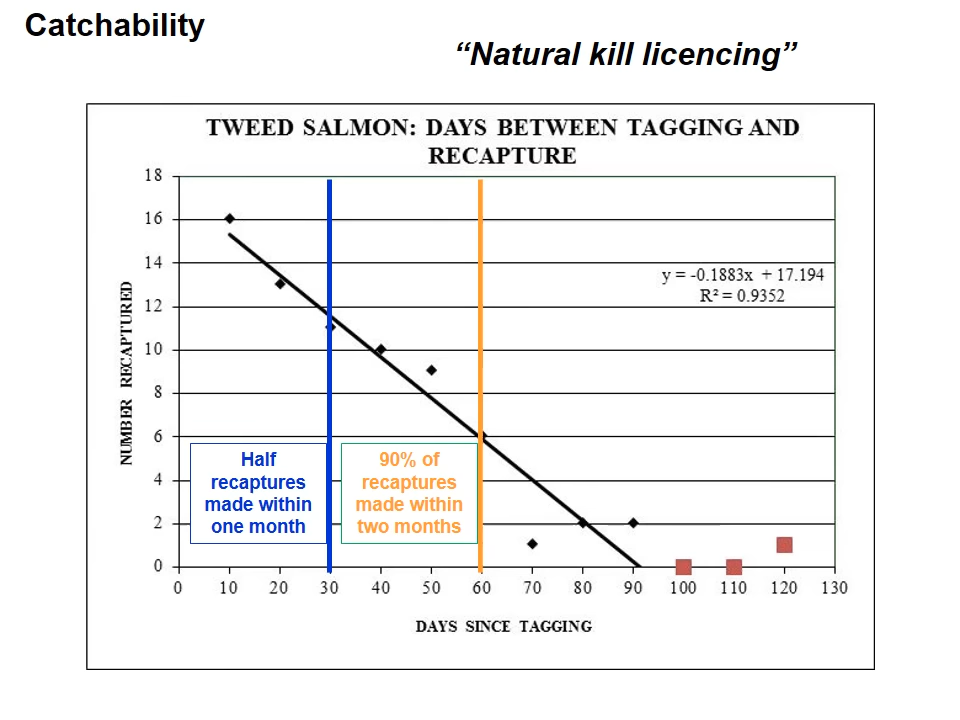 Catchability
“Natural kill licencing”
TWEED SALMON: DAYS BETWEEN TAGGING AND
RECAPTURE
18
16
14
12
10
8
6
4
2
0
NUMBER RECAPTURED
y = -0.1883x + 17.194
R² = 0.9352
Half
recaptures
made within
one month
90% of
recaptures
made within
two months
0 10 20 30 40 50 60 70 80 90 100 110 120 130
DAYS SINCE TAGGING